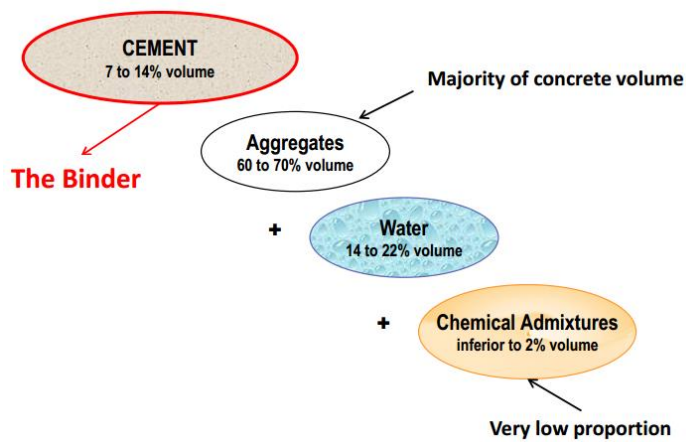 CEMENT
7 to 14% volume
Majority of concrete volume
Aggregates
60 to 70% volume
The Binder
+
Water
14 to 22% volume
+
Chemical Admixtures
inferior to 2% volume
Very low proportion